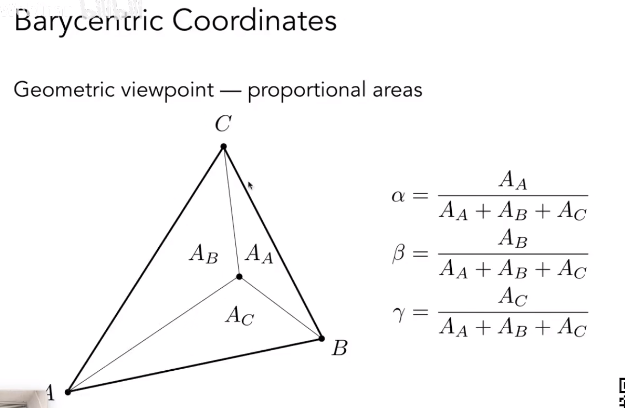 Barycentric Coordinates
Geometric viewpoint — proportional areas
C
α = A_A / (A_A + A_B + A_C)
A_B A_A
β = A_B / (A_A + A_B + A_C)
A_C
γ = A_C / (A_A + A_B + A_C)
B